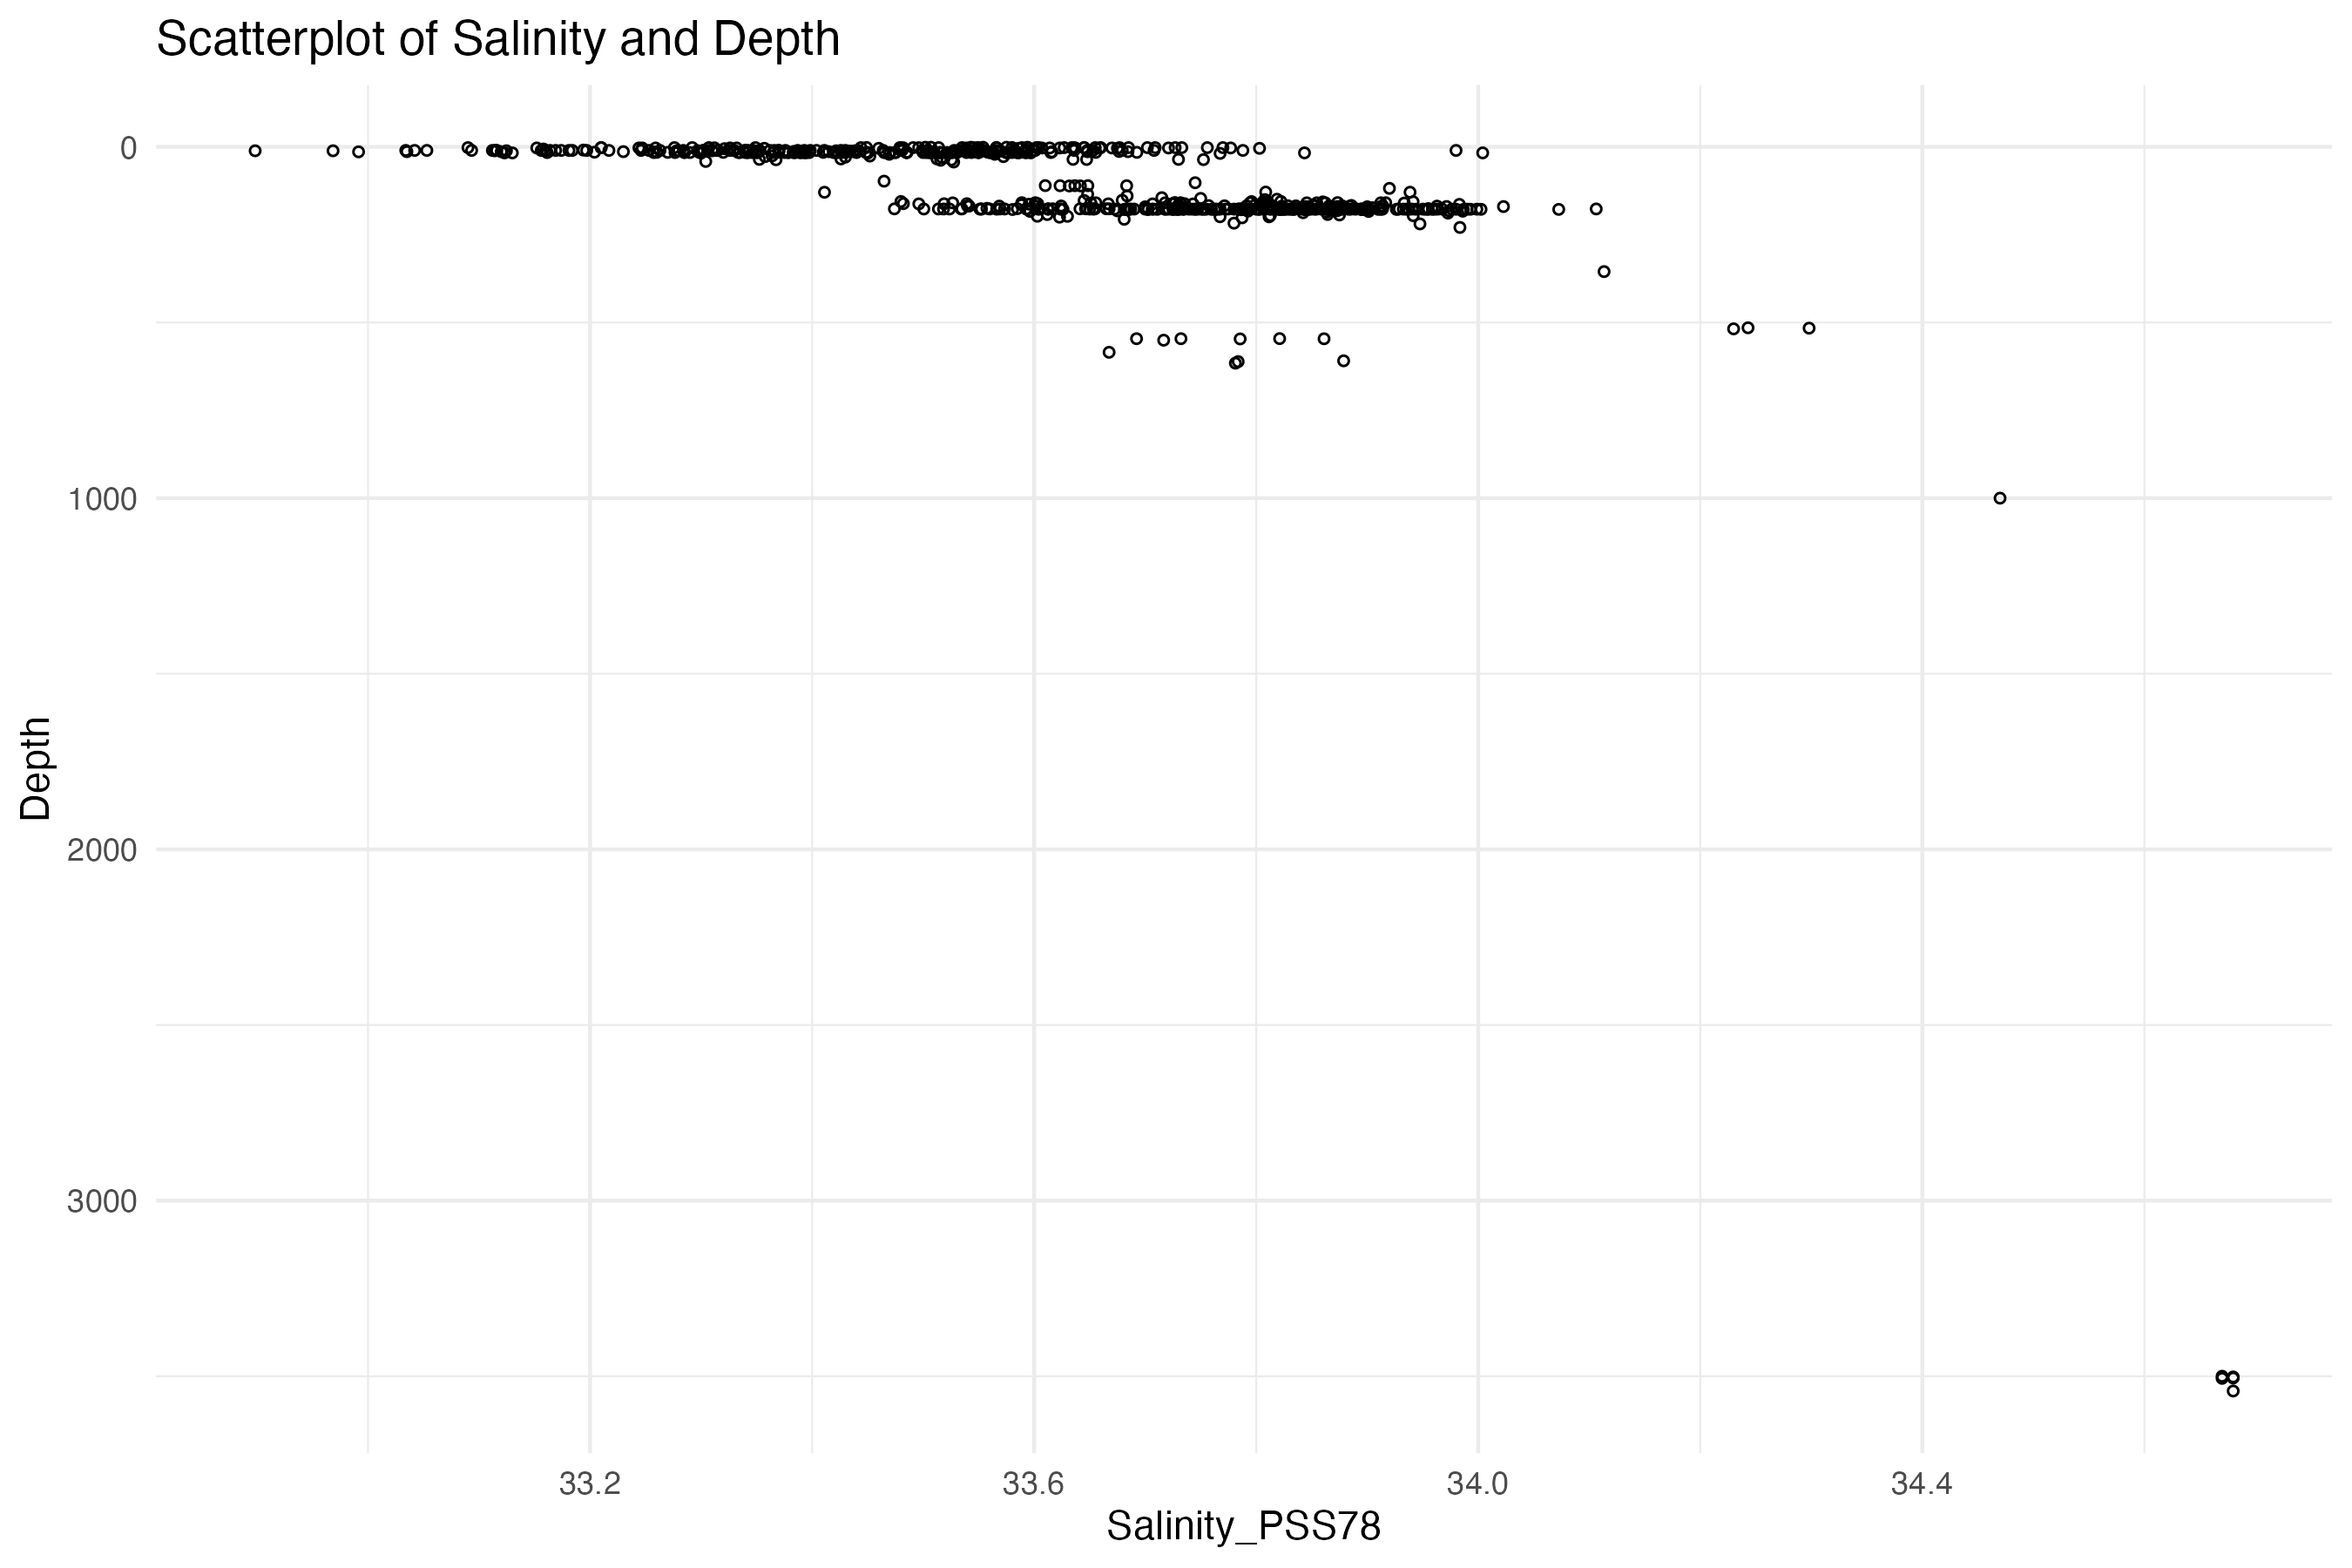 Scatterplot of Salinity and Depth
0
1000
2000
3000
Depth
33.2
33.6
34.0
34.4
Salinity_PSS78